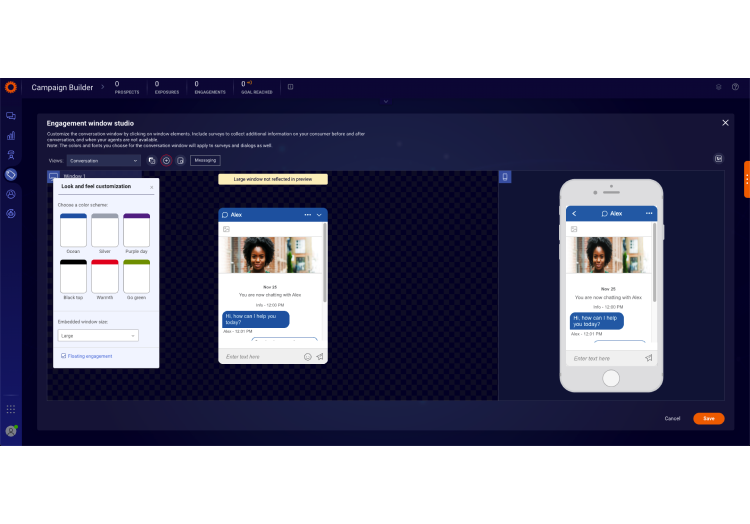 Campaign Builder
0
PROSPECTS
0
EXPOSURES
0
ENGAGEMENTS
0
GOAL REACHED
Engagement window studio
Customize the conversation window by clicking on window elements. Include surveys to collect additional information on your consumer before and after
conversation, and when your agents are not available.
Note: The colors and fonts you choose for the conversation window will apply to surveys and dialogs as well
Views:
Conversation
Messaging
Window 1
Look and feel customization
Choose a color scheme:
Ocean
Silver
Purple day
Black top
Warmth
Go green
Embedded window size:
Large
Floating engagement
Large window not reflected in preview
Alex
Nov 25
You are now chatting with Alex
Info - 12:00 PM
Hi, how can I help you
today?
Alex - 12:01 PM
Enter text here
Alex
Nov 25
You are now chatting with Alex
Info - 12:00 PM
Hi, how can I help
you today?
Alex - 12:01 PM
Enter text here
Cancel
Save